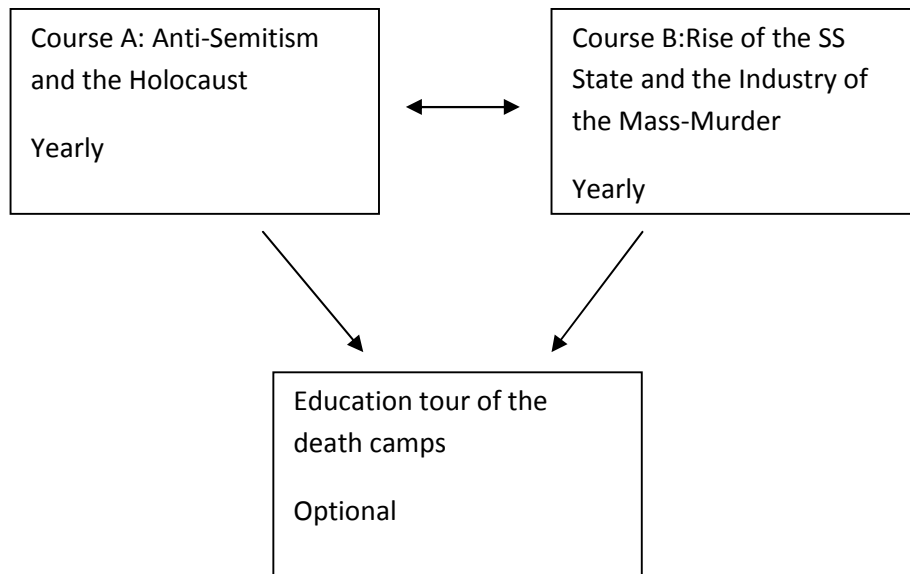 Course A: Anti-Semitism
and the Holocaust
Yearly
Course B:Rise of the SS
State and the Industry of
the Mass-Murder
Yearly
Education tour of the
death camps
Optional